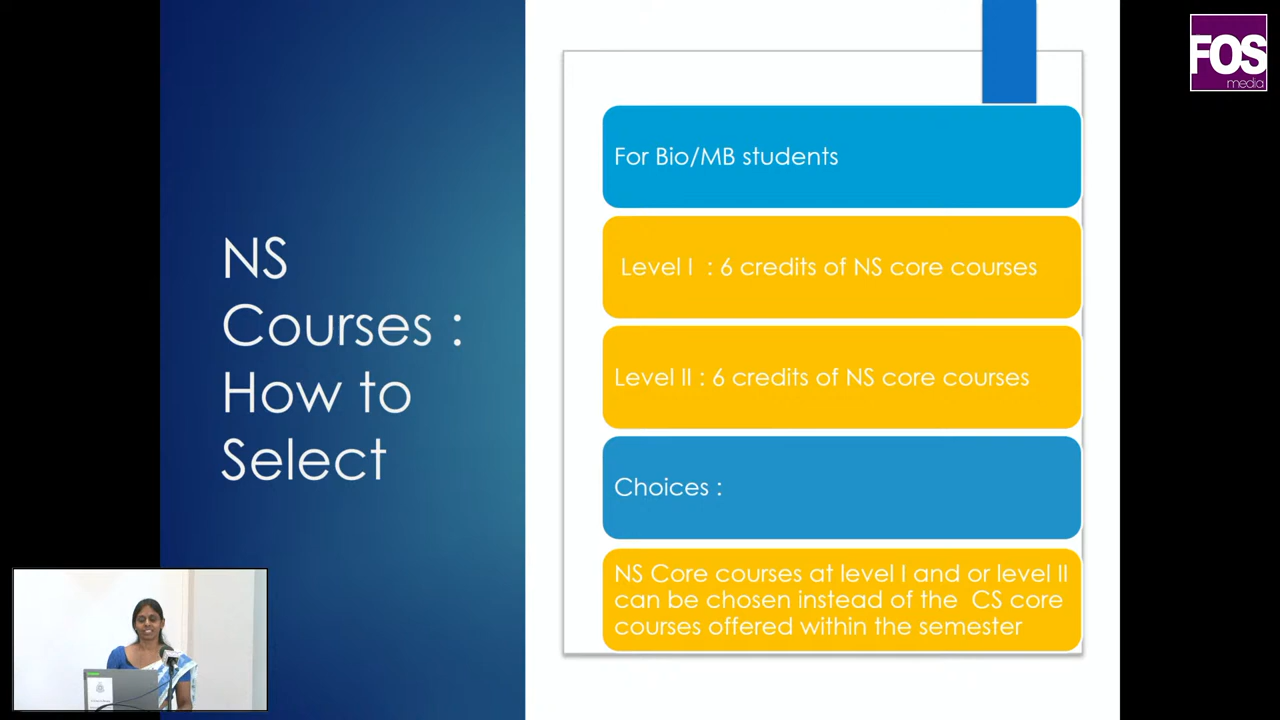 FOS
media
NS
Courses :
How to
Select
For Bio/MB students
Level I : 6 credits of NS core courses
Level II : 6 credits of NS core courses
Choices :
NS Core courses at level I and or level II
can be chosen instead of the CS core
courses offered within the semester